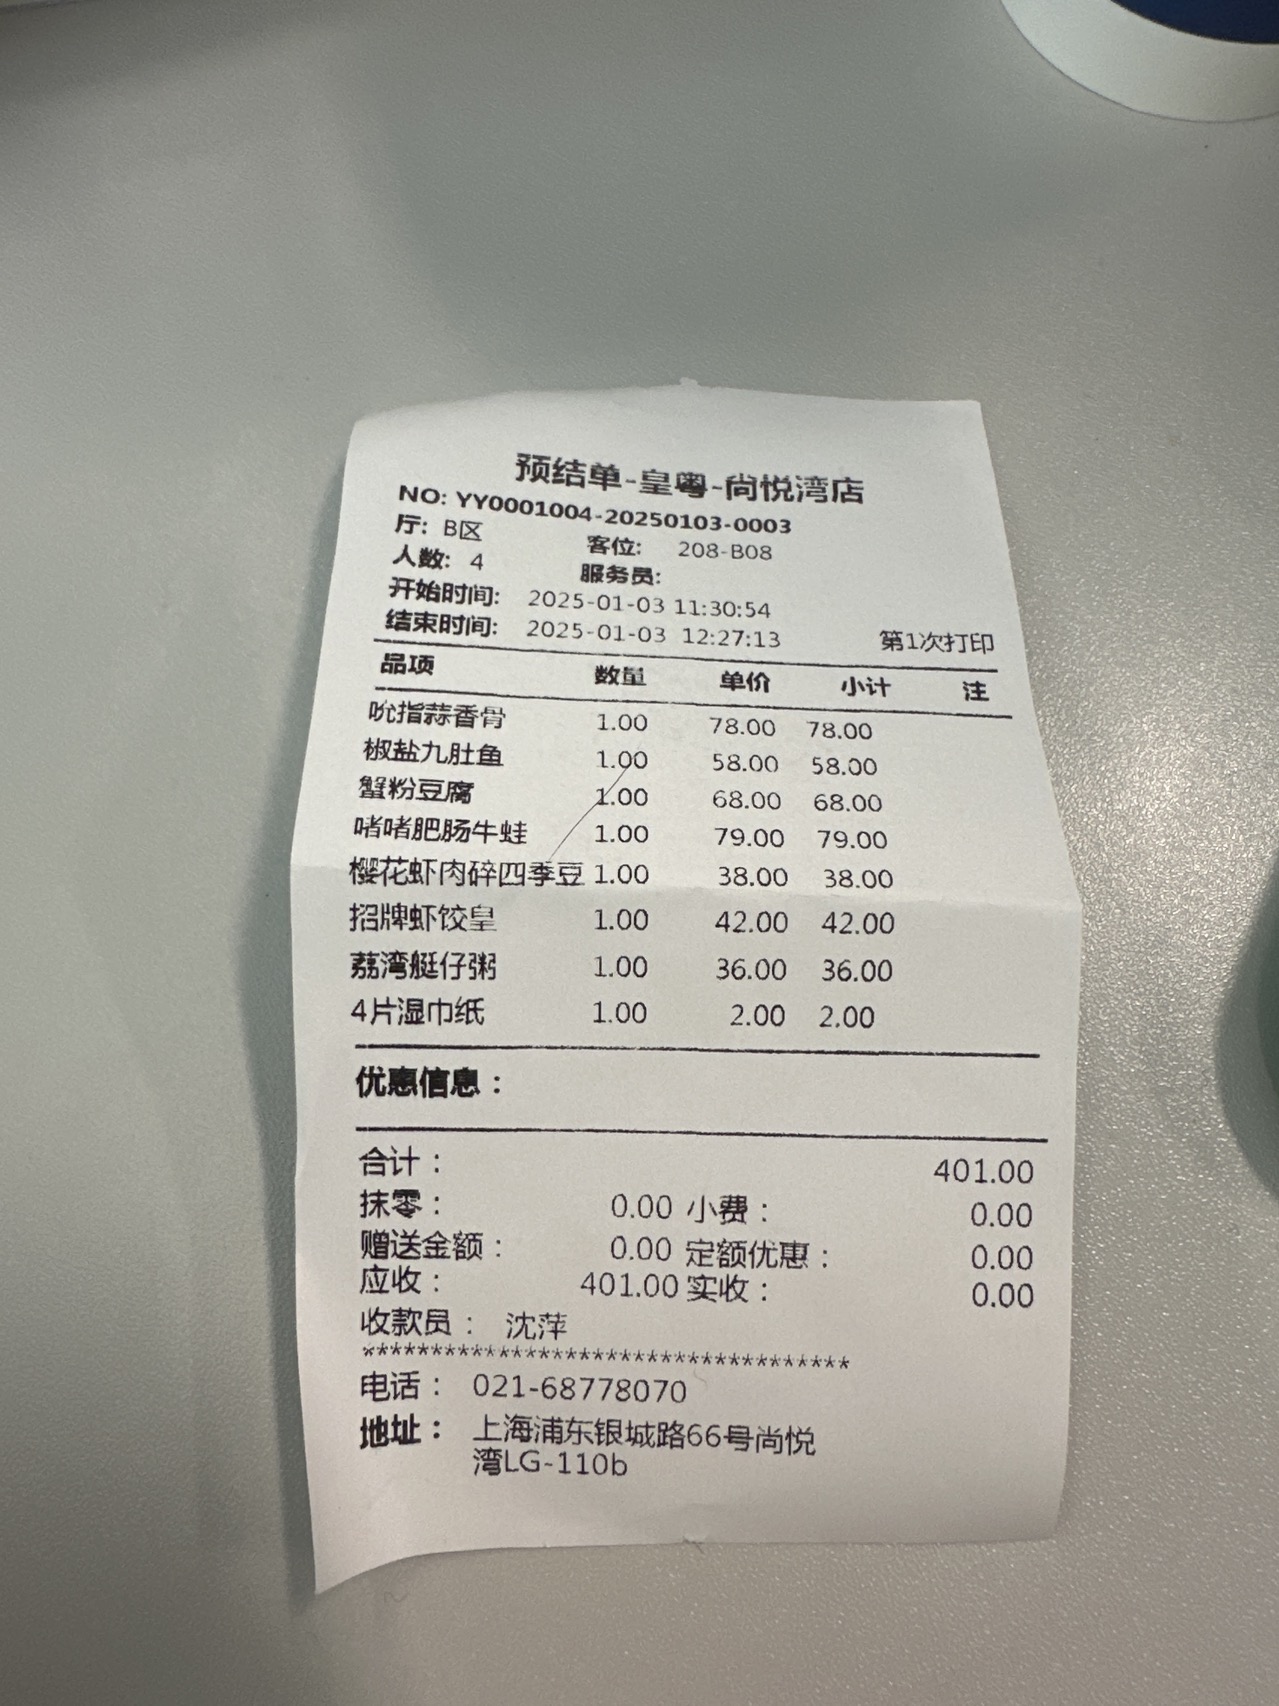 预结单-皇粤-尚悦湾店
NO: YY0001004-20250103-0003
厅: B区 客位: 208-B08
人数: 4 服务员:
开始时间: 2025-01-03 11:30:54
结束时间: 2025-01-03 12:27:13 第1次打印
品项 数量 单价 小计 注
吮指蒜香骨 1.00 78.00 78.00
椒盐九肚鱼 1.00 58.00 58.00
蟹粉豆腐 1.00 68.00 68.00
啫啫肥肠牛蛙 1.00 79.00 79.00
樱花虾肉碎四季豆 1.00 38.00 38.00
招牌虾饺皇 1.00 42.00 42.00
荔湾艇仔粥 1.00 36.00 36.00
4片湿巾纸 1.00 2.00 2.00
优惠信息：
合计： 401.00
抹零： 0.00 小费： 0.00
赠送金额： 0.00 定额优惠： 0.00
应收： 401.00 实收： 0.00
收款员： 沈萍
************************************
电话： 021-68778070
地址： 上海浦东银城路66号尚悦
湾LG-110b